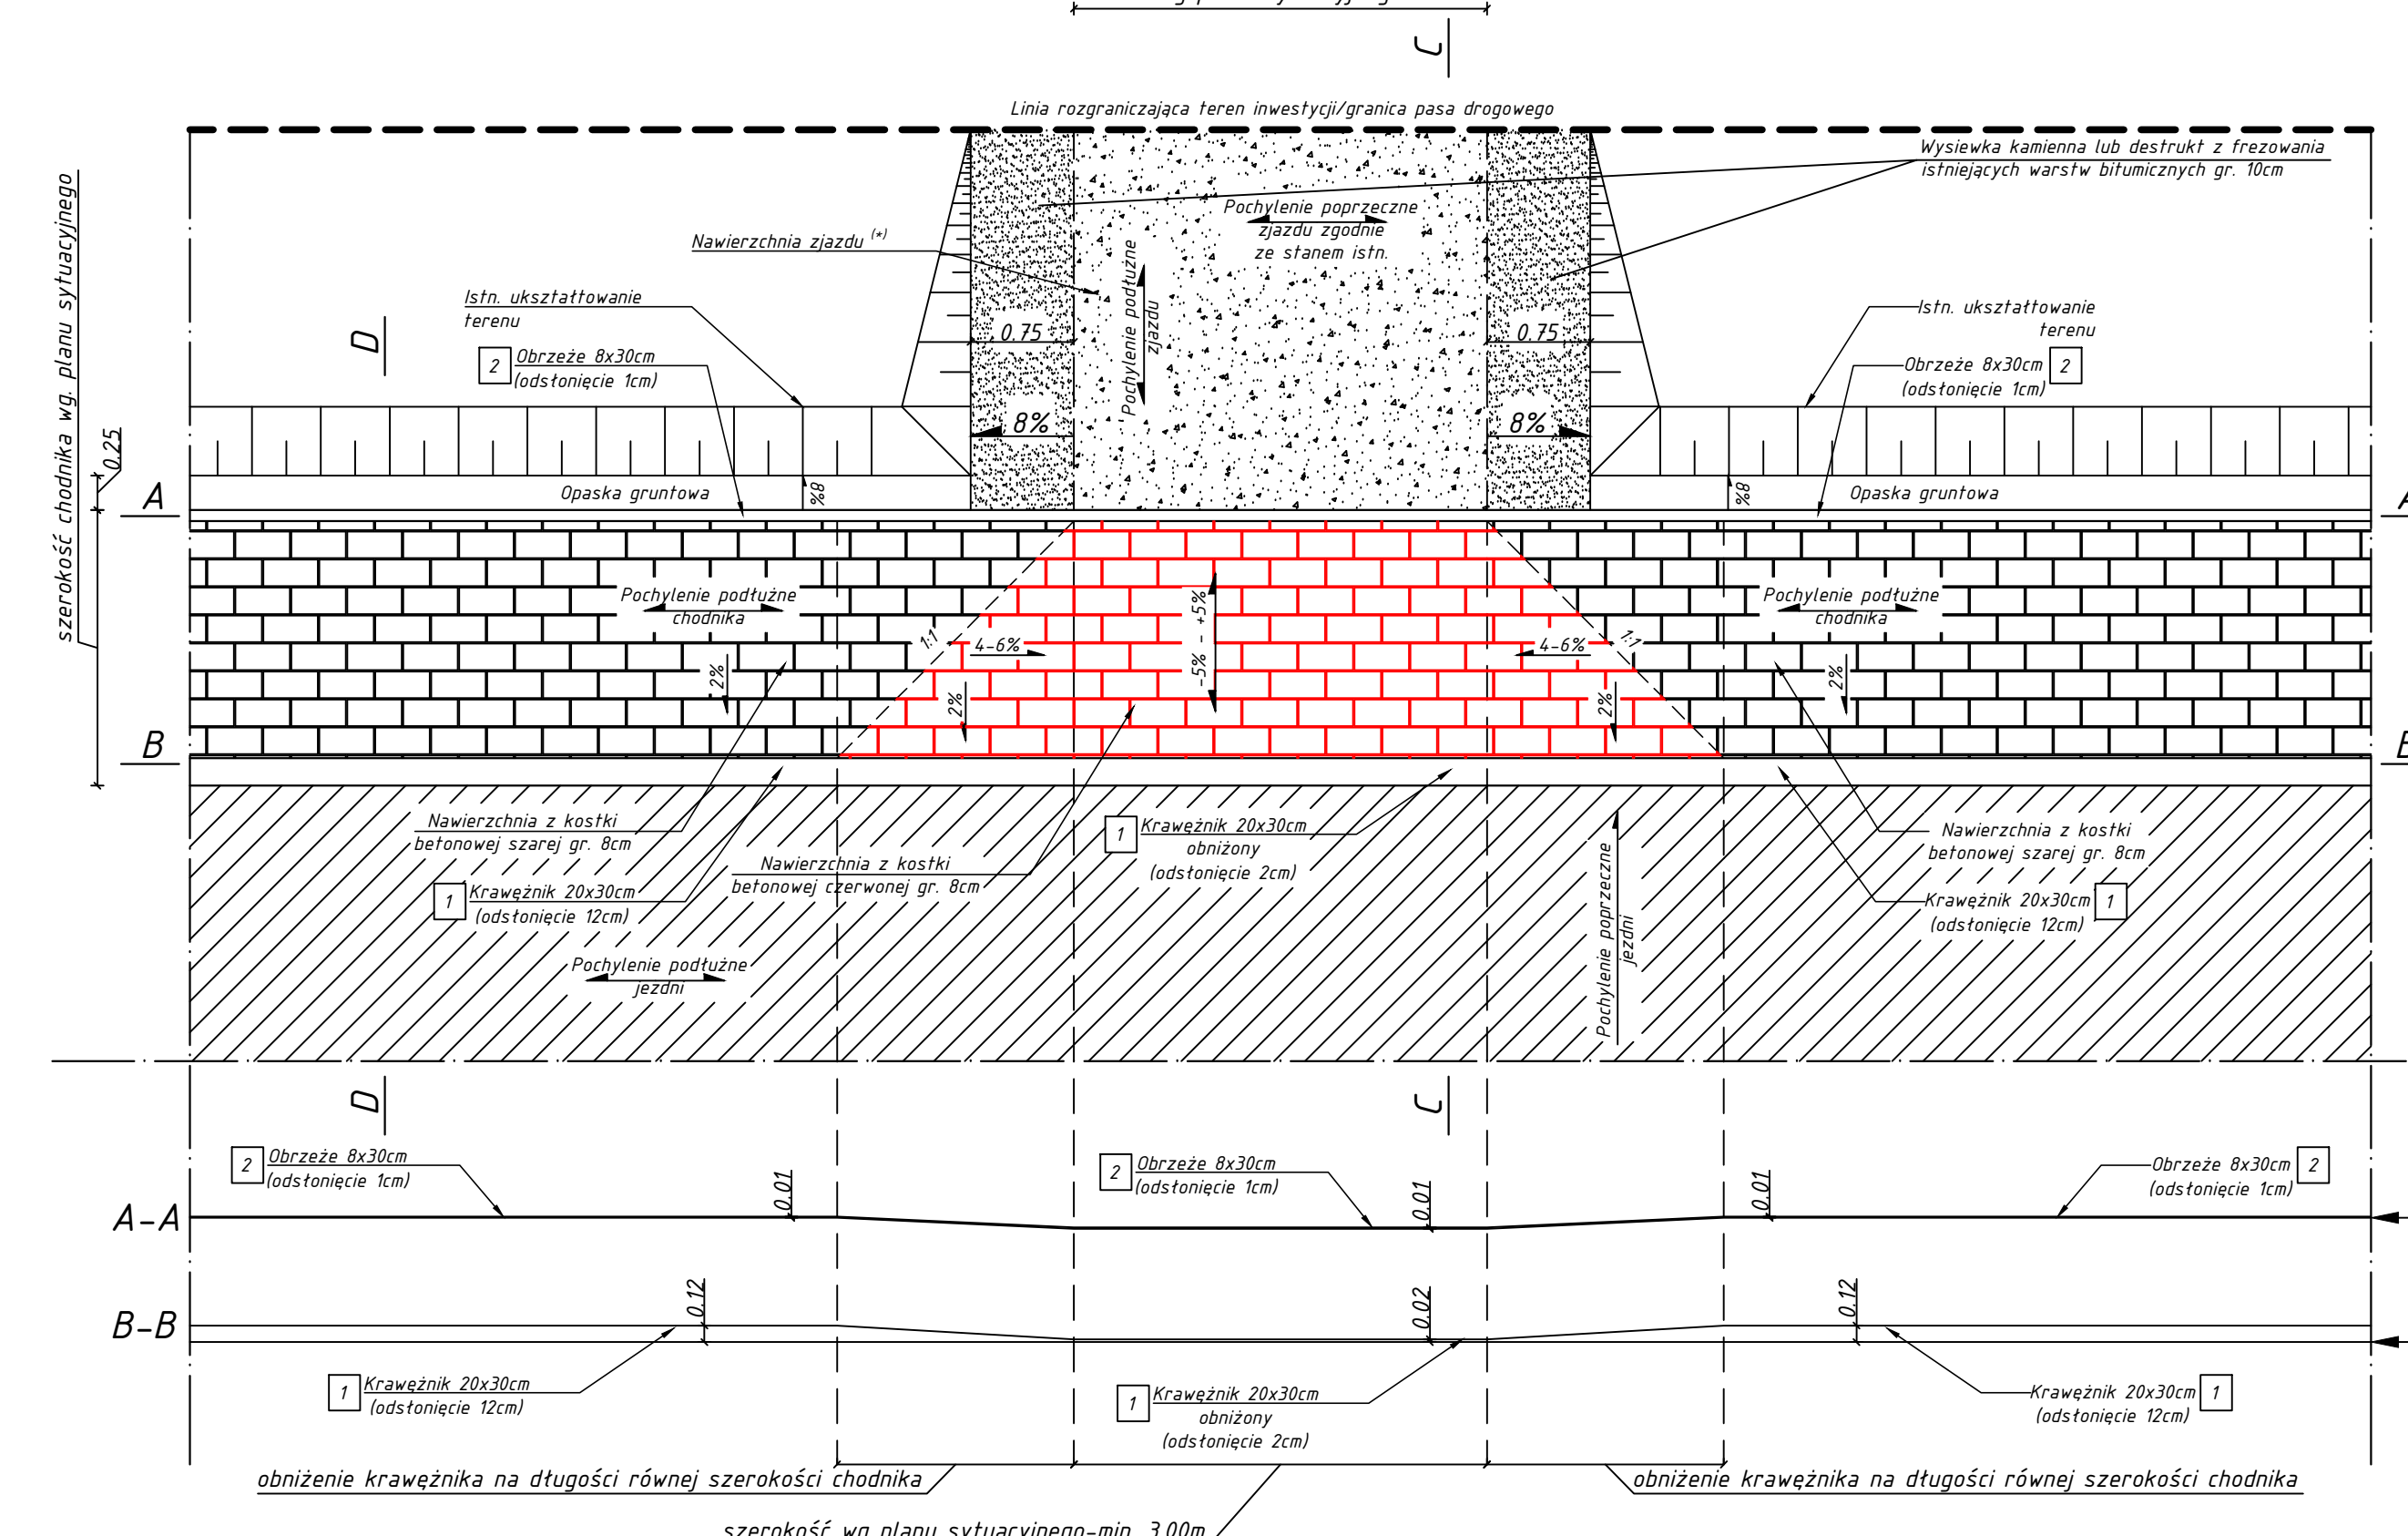 C
Linia rozgraniczająca teren inwestycji/granica pasa drogowego
Wysiewka kamienna lub destrukt z frezowania
istniejących warstw bitumicznych gr. 10cm
szerokość chodnika wg. planu sytuacyjnego
Nawierzchnia zjazdu (*)
Pochylenie poprzeczne
zjazdu zgodnie
ze stanem istn.
Pochylenie podłużne
zjazdu
Istn. ukształtowanie
terenu
Istn. ukształtowanie
terenu
D
0.75
0.75
2
Obrzeże 8x30cm
(odsłonięcie 1cm)
Obrzeże 8x30cm
2
(odsłonięcie 1cm)
8%
8%
0.25
A
Opaska gruntowa
8%
8%
Opaska gruntowa
Pochylenie podłużne
chodnika
1:1
4-6%
-5% - +5%
4-6%
1:1
Pochylenie podłużne
chodnika
2%
2%
2%
2%
B
Nawierzchnia z kostki
betonowej szarej gr. 8cm
1
Krawężnik 20x30cm
(odsłonięcie 12cm)
Nawierzchnia z kostki
betonowej czerwonej gr. 8cm
1
Krawężnik 20x30cm
obniżony
(odsłonięcie 2cm)
Nawierzchnia z kostki
betonowej szarej gr. 8cm
Krawężnik 20x30cm
1
(odsłonięcie 12cm)
Pochylenie poprzeczne
jezdni
Pochylenie podłużne
jezdni
D
C
2
Obrzeże 8x30cm
(odsłonięcie 1cm)
0.01
2
Obrzeże 8x30cm
(odsłonięcie 1cm)
0.01
0.01
Obrzeże 8x30cm
2
(odsłonięcie 1cm)
A-A
0.12
0.02
0.12
B-B
1
Krawężnik 20x30cm
(odsłonięcie 12cm)
1
Krawężnik 20x30cm
obniżony
(odsłonięcie 2cm)
Krawężnik 20x30cm
1
(odsłonięcie 12cm)
obniżenie krawężnika na długości równej szerokości chodnika
obniżenie krawężnika na długości równej szerokości chodnika
szerokość wg planu sytuacyjnego-min. 3.00m